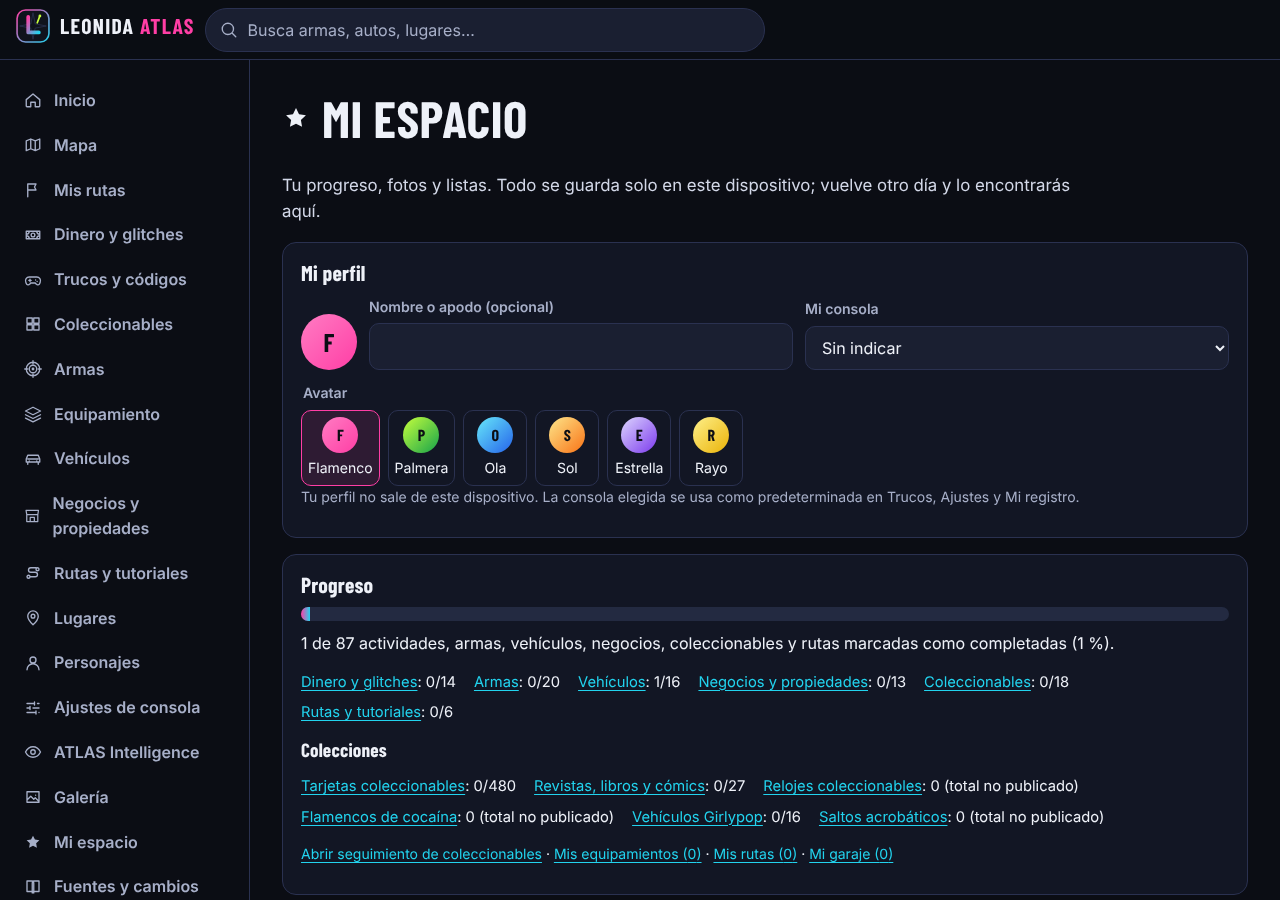 LEONIDA ATLAS
Busca armas, autos, lugares...
Inicio
Mapa
Mis rutas
Dinero y glitches
Trucos y códigos
Coleccionables
Armas
Equipamiento
Vehículos
Negocios y
propiedades
Rutas y tutoriales
Lugares
Personajes
Ajustes de consola
ATLAS Intelligence
Galería
Mi espacio
Fuentes y cambios
MI ESPACIO
Tu progreso, fotos y listas. Todo se guarda solo en este dispositivo; vuelve otro día y lo encontrarás
aquí.
Mi perfil
F
Nombre o apodo (opcional)
Mi consola
Sin indicar
Avatar
F
Flamenco
P
Palmera
O
Ola
S
Sol
E
Estrella
R
Rayo
Tu perfil no sale de este dispositivo. La consola elegida se usa como predeterminada en Trucos, Ajustes y Mi registro.
Progreso
1 de 87 actividades, armas, vehículos, negocios, coleccionables y rutas marcadas como completadas (1 %).
Dinero y glitches: 0/14 Armas: 0/20 Vehículos: 1/16 Negocios y propiedades: 0/13 Coleccionables: 0/18
Rutas y tutoriales: 0/6
Colecciones
Tarjetas coleccionables: 0/480 Revistas, libros y cómics: 0/27 Relojes coleccionables: 0 (total no publicado)
Flamencos de cocaína: 0 (total no publicado) Vehículos Girlypop: 0/16 Saltos acrobáticos: 0 (total no publicado)
Abrir seguimiento de coleccionables · Mis equipamientos (0) · Mis rutas (0) · Mi garaje (0)